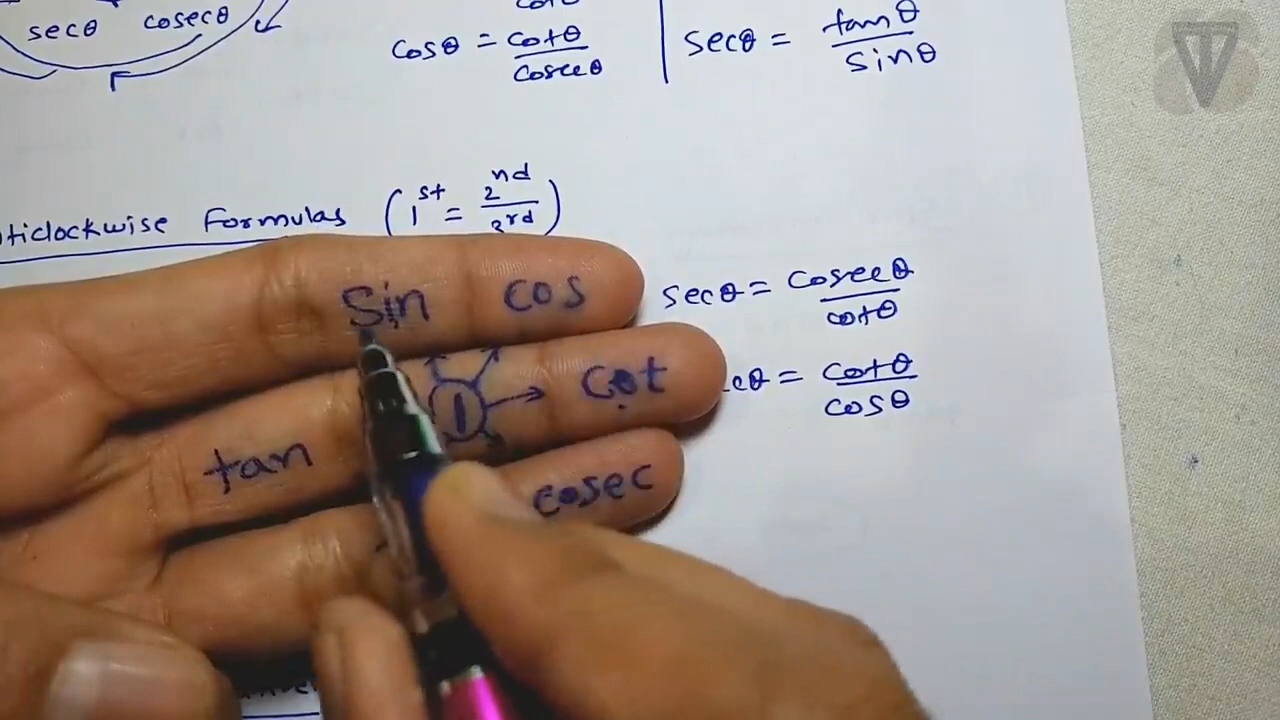 secθ cosecθ
cosθ = cotθ / cosecθ
secθ = tanθ / sinθ
ticlockwise Formulas (1st = 2nd / 3rd)
secθ = cosecθ / cotθ
cθ = cotθ / cosθ
Sin cos
1 cot
tan
cosec